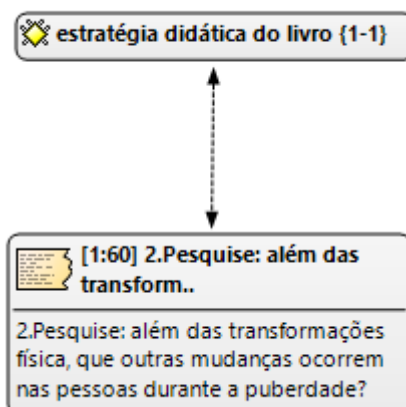 estratégia didática do livro {1-1}
[1:60] 2.Pesquise: além das
transform..
2.Pesquise: além das transformações
física, que outras mudanças ocorrem
nas pessoas durante a puberdade?